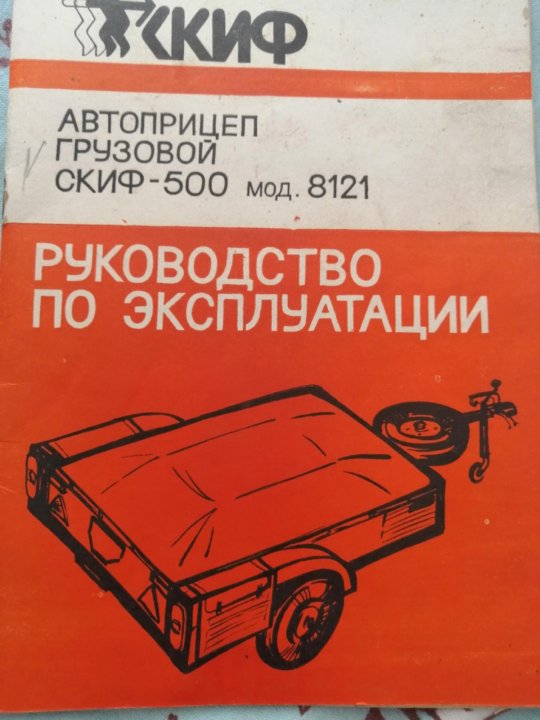 СКИФ
АВТОПРИЦЕП
ГРУЗОВОЙ
СКИФ-500 мод. 8121
РУКОВОДСТВО
ПО ЭКСПЛУАТАЦИИ